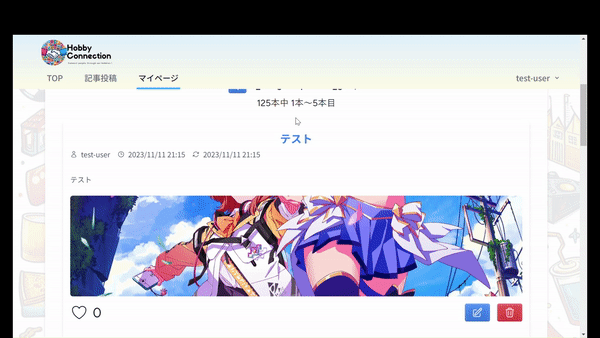 Hobby
Connection
TOP 記事投稿 マイページ test-user
125本中 1本〜5本目
テスト
test-user 2023/11/11 21:15 2023/11/11 21:15
テスト
0